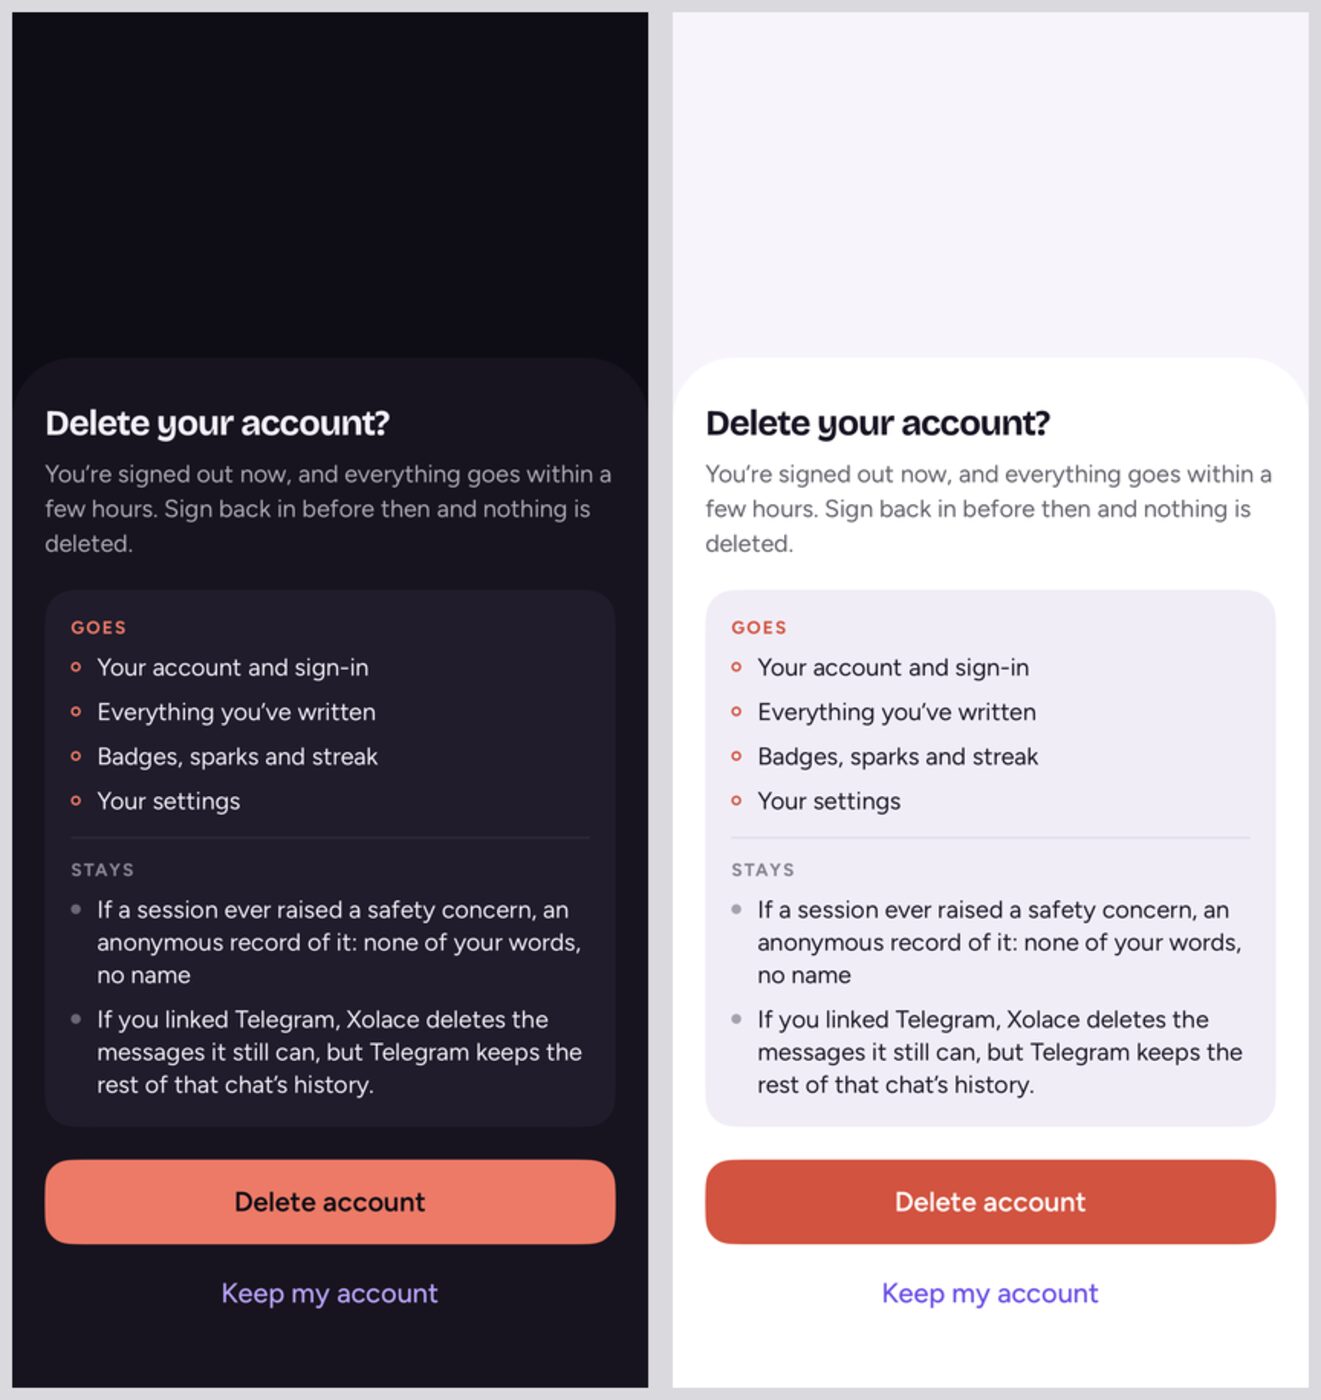 Delete your account?
You’re signed out now, and everything goes within a
few hours. Sign back in before then and nothing is
deleted.
GOES
Your account and sign-in
Everything you’ve written
Badges, sparks and streak
Your settings
STAYS
If a session ever raised a safety concern, an
anonymous record of it: none of your words,
no name
If you linked Telegram, Xolace deletes the
messages it still can, but Telegram keeps the
rest of that chat’s history.
Delete account
Keep my account
Delete your account?
You’re signed out now, and everything goes within a
few hours. Sign back in before then and nothing is
deleted.
GOES
Your account and sign-in
Everything you’ve written
Badges, sparks and streak
Your settings
STAYS
If a session ever raised a safety concern, an
anonymous record of it: none of your words,
no name
If you linked Telegram, Xolace deletes the
messages it still can, but Telegram keeps the
rest of that chat’s history.
Delete account
Keep my account